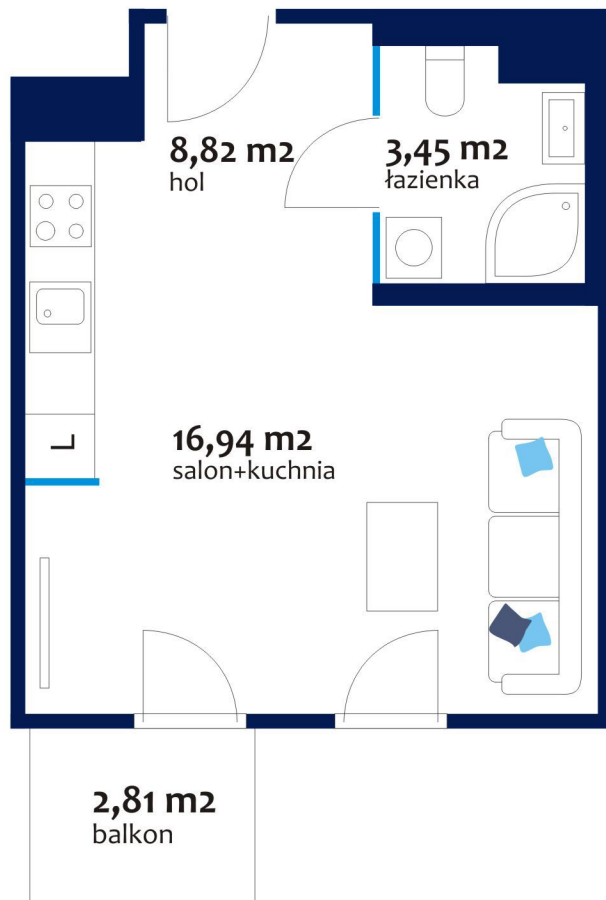 8,82 m2
hol
3,45 m2
łazienka
L
16,94 m2
salon+kuchnia
2,81 m2
balkon